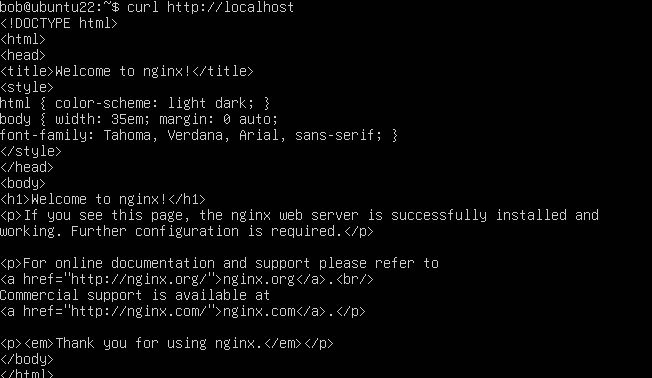 bob@ubuntu22:~$ curl http://localhost
<!DOCTYPE html>
<html>
<head>
<title>Welcome to nginx!</title>
<style>
html { color-scheme: light dark; }
body { width: 35em; margin: 0 auto;
font-family: Tahoma, Verdana, Arial, sans-serif; }
</style>
</head>
<body>
<h1>Welcome to nginx!</h1>
<p>If you see this page, the nginx web server is successfully installed and
working. Further configuration is required.</p>

<p>For online documentation and support please refer to
<a href="http://nginx.org/">nginx.org</a>.<br/>
Commercial support is available at
<a href="http://nginx.com/">nginx.com</a>.</p>

<p><em>Thank you for using nginx.</em></p>
</body>
</html>